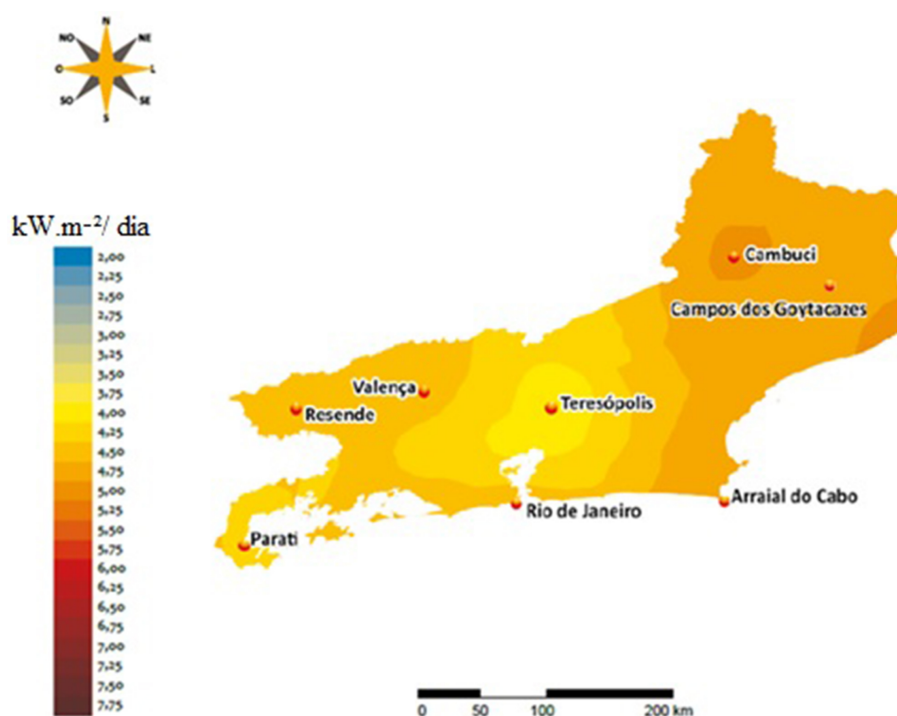 N
NO
NE
O
L
SO
SE
S
kW.m⁻²/ dia
2,00
2,25
2,50
2,75
3,00
3,25
3,50
3,75
4,00
4,25
4,50
4,75
5,00
5,25
5,50
5,75
6,00
6,25
6,50
6,75
7,00
7,25
7,50
7,75
Cambuci
Campos dos Goytacazes
Valença
Resende
Teresópolis
Arraial do Cabo
Rio de Janeiro
Parati
0 50 100 200 km